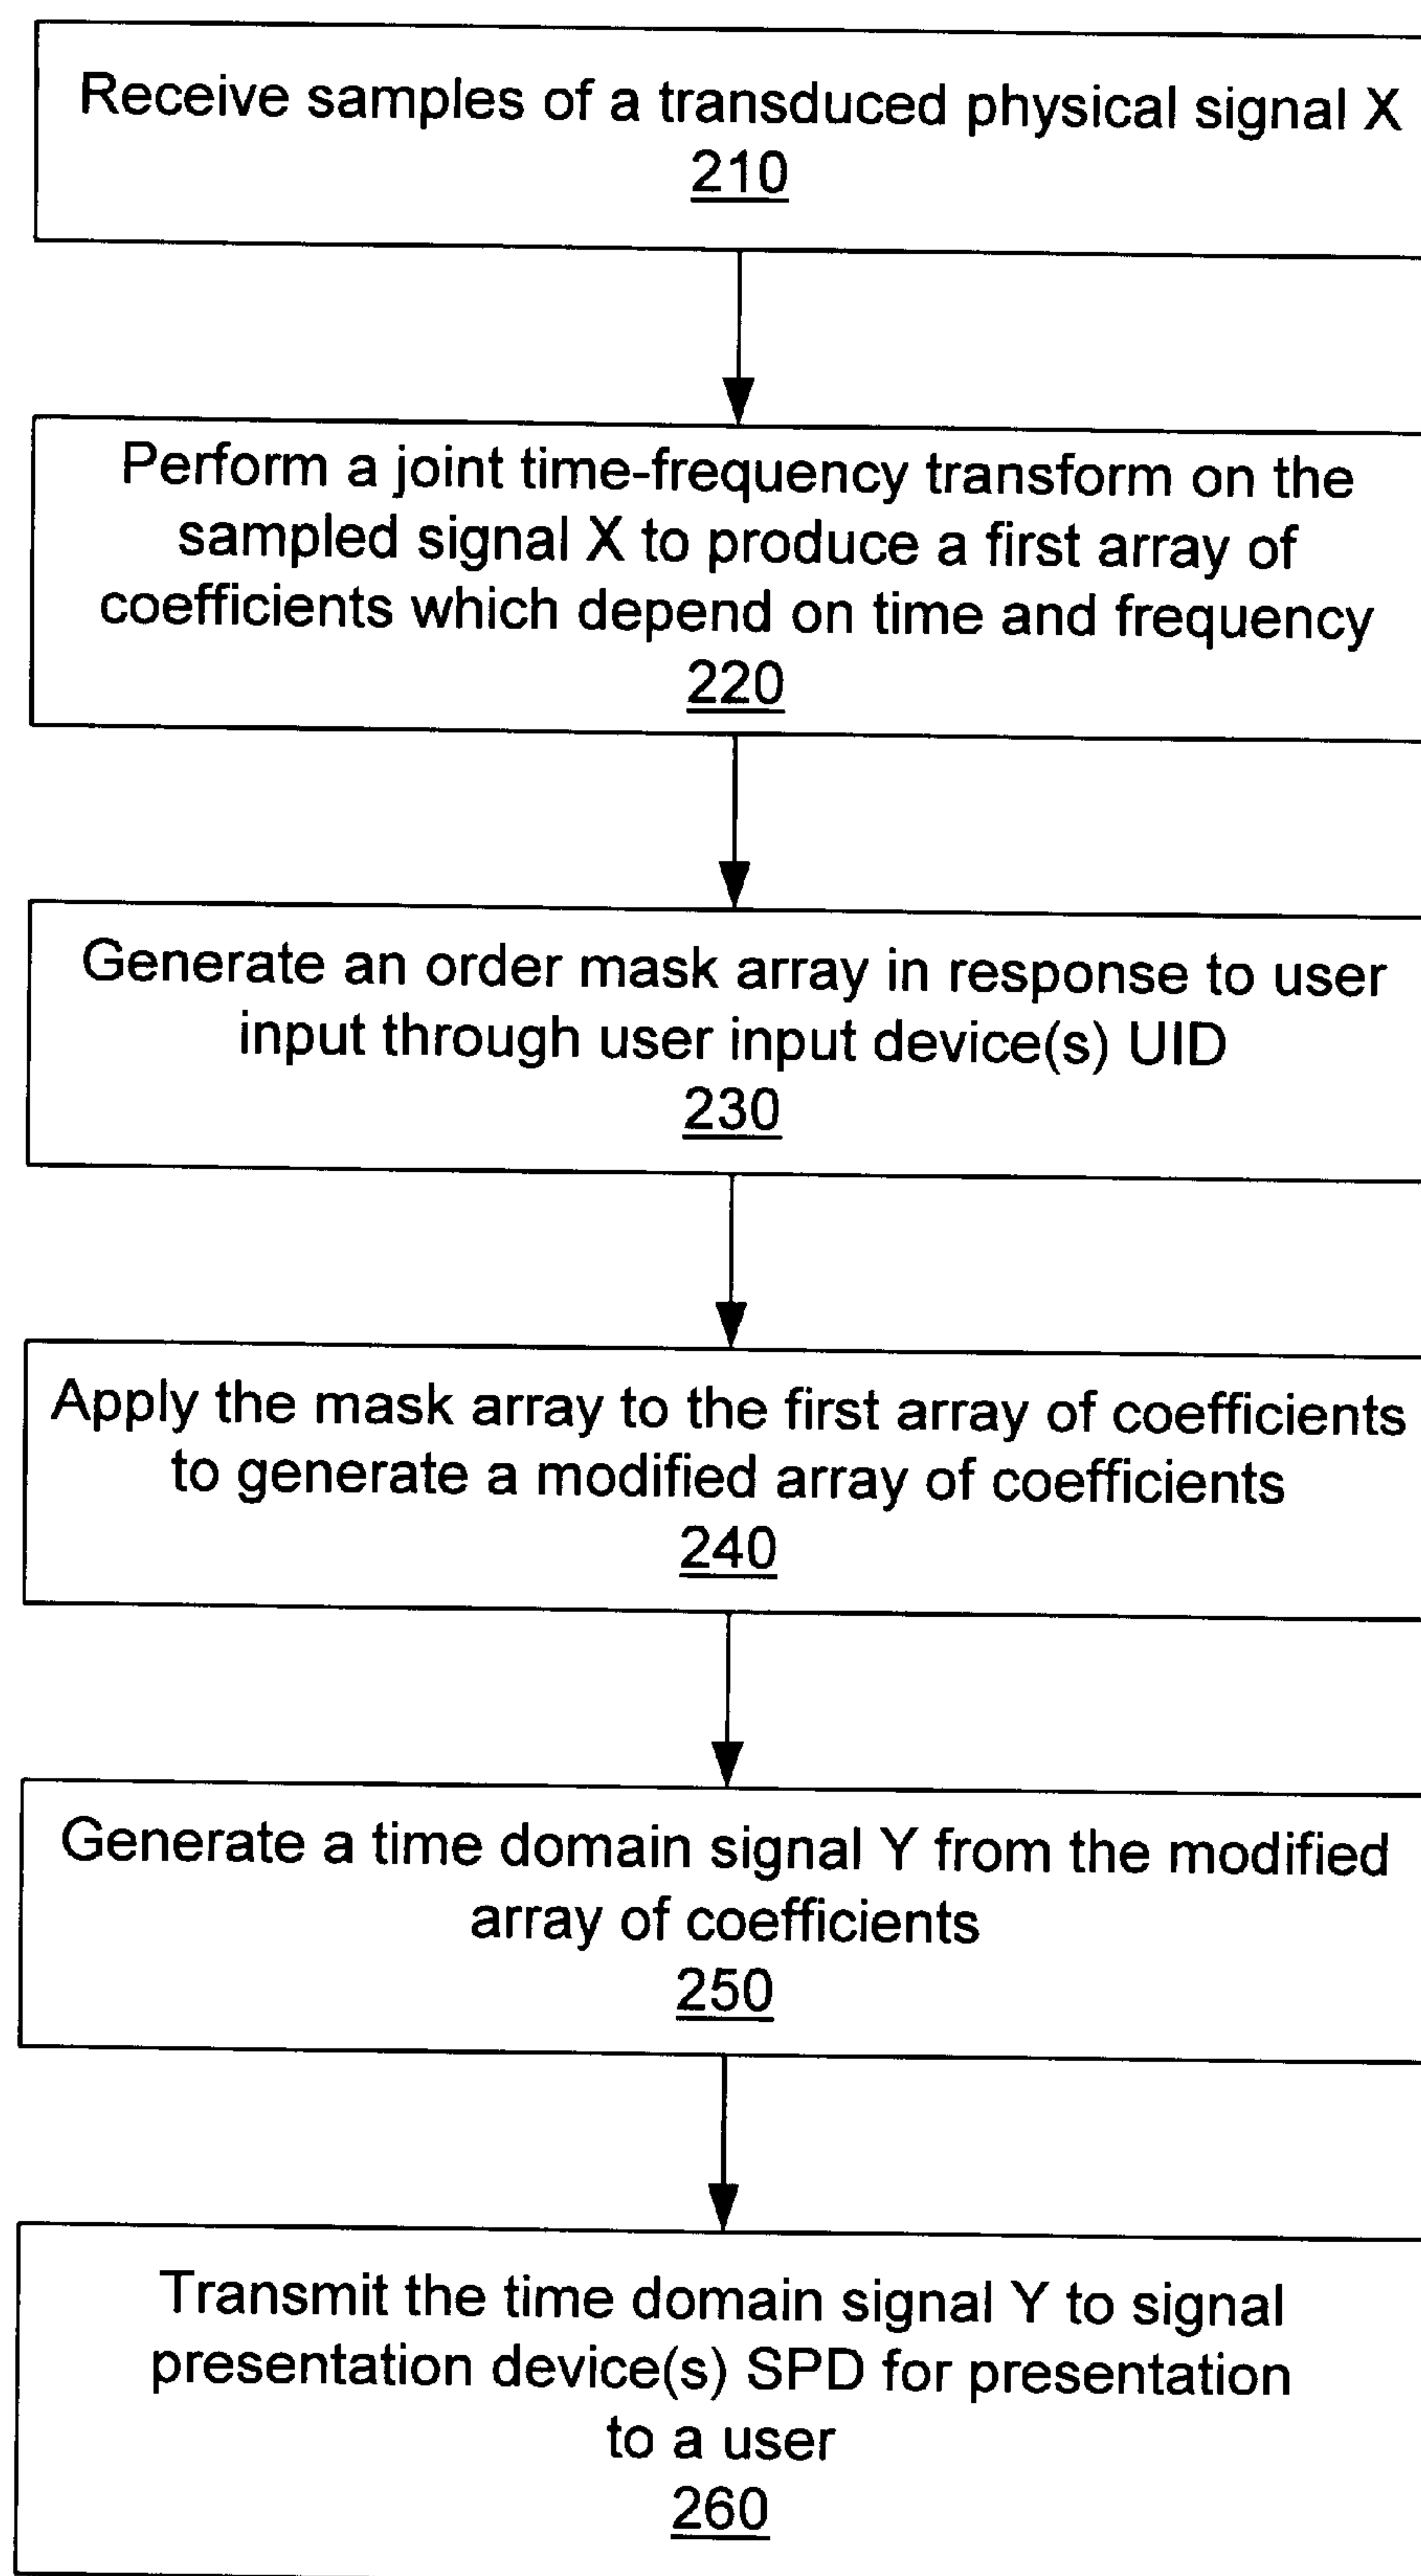 Receive samples of a transduced physical signal X
210
Perform a joint time-frequency transform on the
sampled signal X to produce a first array of
coefficients which depend on time and frequency
220
Generate an order mask array in response to user
input through user input device(s) UID
230
Apply the mask array to the first array of coefficients
to generate a modified array of coefficients
240
Generate a time domain signal Y from the modified
array of coefficients
250
Transmit the time domain signal Y to signal
presentation device(s) SPD for presentation
to a user
260